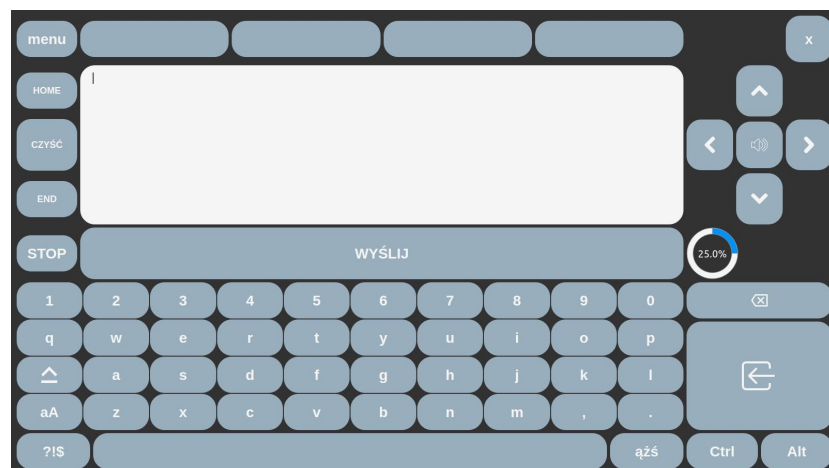 menu x
HOME
CZYŚĆ
END
STOP WYŚLIJ 25.0%
1 2 3 4 5 6 7 8 9 0
q w e r t y u i o p
a s d f g h j k l
aA z x c v b n m , .
?!$ ążś Ctrl Alt